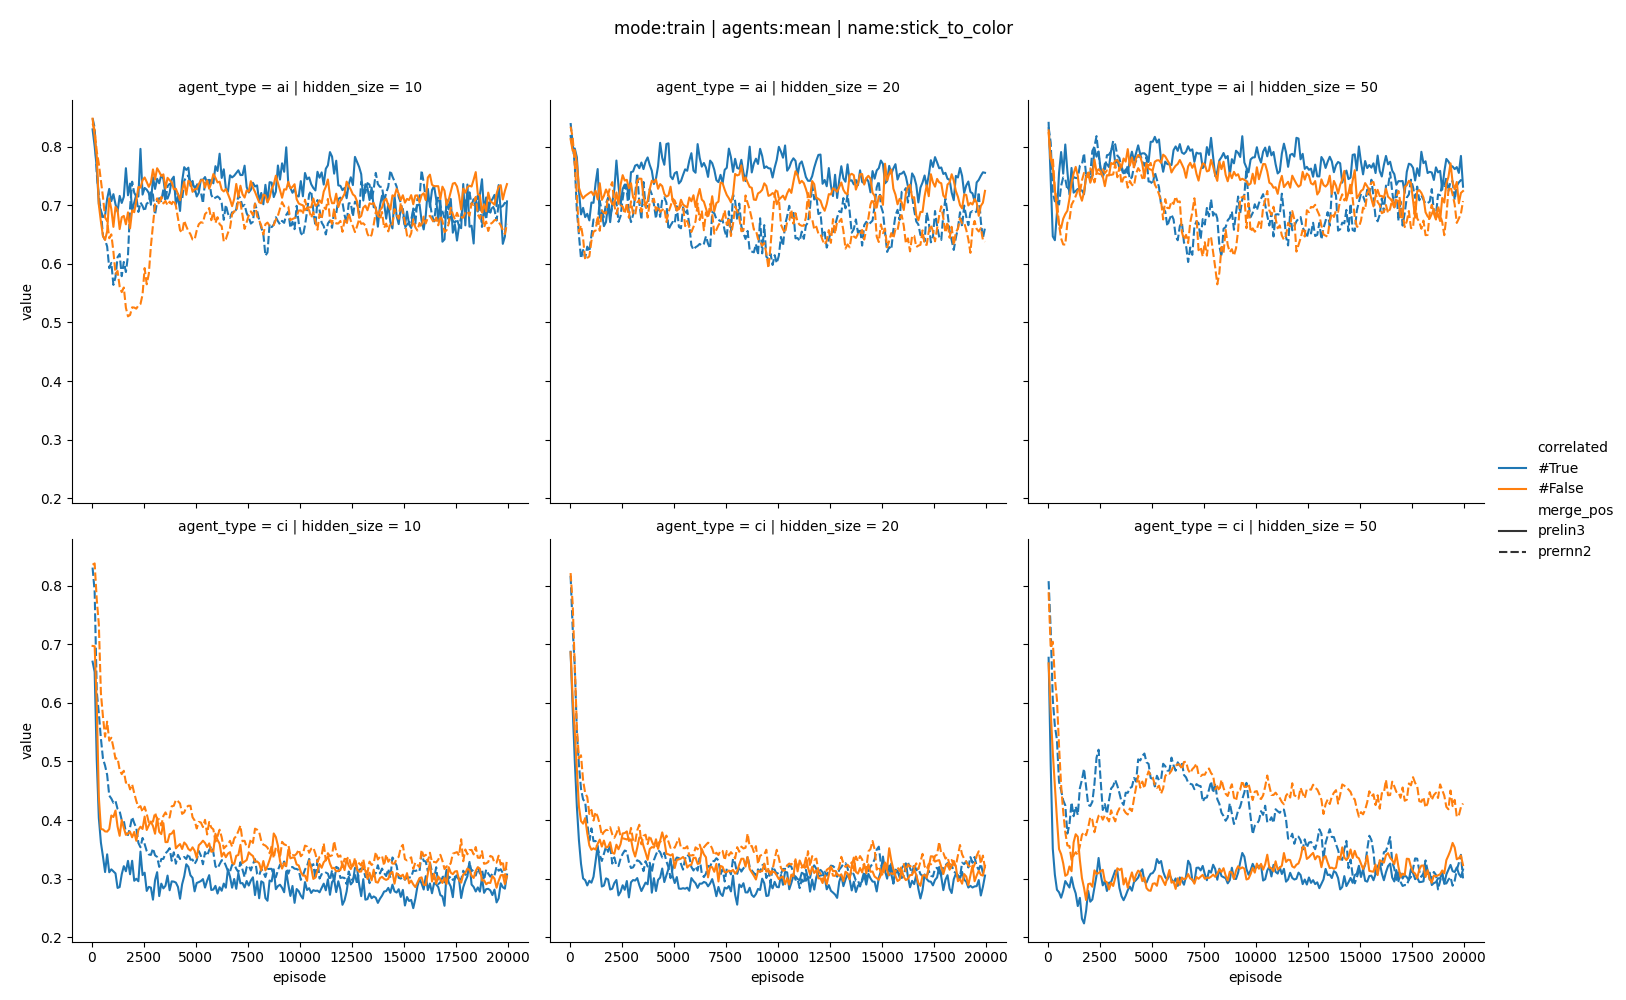 mode:train | agents:mean | name:stick_to_color
agent_type = ai | hidden_size = 10
agent_type = ai | hidden_size = 20
agent_type = ai | hidden_size = 50
0.8
0.7
0.6
0.5
0.4
0.3
0.2
value
agent_type = ci | hidden_size = 10
agent_type = ci | hidden_size = 20
agent_type = ci | hidden_size = 50
0.8
0.7
0.6
0.5
0.4
0.3
0.2
value
0 2500 5000 7500 10000 12500 15000 17500 20000
0 2500 5000 7500 10000 12500 15000 17500 20000
0 2500 5000 7500 10000 12500 15000 17500 20000
episode
episode
episode
correlated
#True
#False
merge_pos
prelin3
prernn2